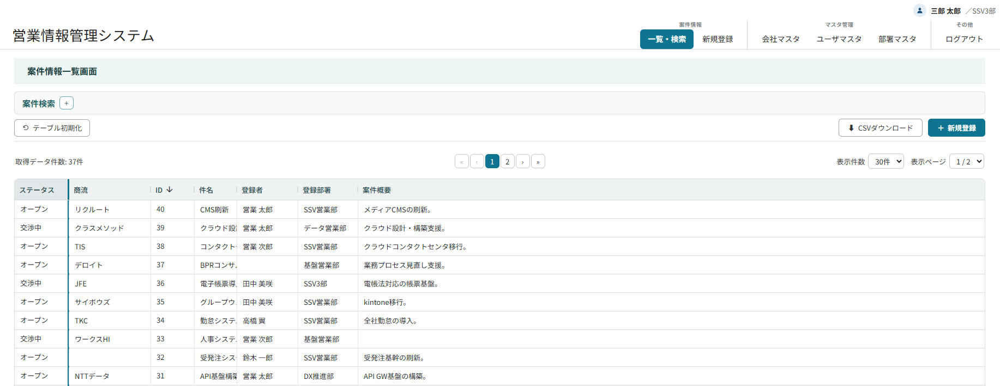 三郎 太郎 ／SSV3部
営業情報管理システム
案件情報 マスタ管理 その他
一覧・検索 新規登録 会社マスタ ユーザマスタ 部署マスタ ログアウト
案件情報一覧画面
案件検索 +
テーブル初期化 CSVダウンロード + 新規登録
取得データ件数: 37件 « ‹ 1 2 › » 表示件数 30件 表示ページ 1 / 2
ステータス 商流 ID ↓ 件名 登録者 登録部署 案件概要
オープン リクルート 40 CMS刷新 営業 太郎 SSV営業部 メディアCMSの刷新。
交渉中 クラスメソッド 39 クラウド設 営業 太郎 データ営業部 クラウド設計・構築支援。
オープン TIS 38 コンタクト 営業 次郎 SSV営業部 クラウドコンタクトセンタ移行。
オープン デロイト 37 BPRコンサ 基盤営業部 業務プロセス見直し支援。
交渉中 JFE 36 電子帳票導 田中 美咲 SSV3部 電帳法対応の帳票基盤。
オープン サイボウズ 35 グループウ 田中 美咲 SSV営業部 kintone移行。
オープン TKC 34 勤怠システ 高橋 翼 SSV営業部 全社勤怠の導入。
交渉中 ワークスHI 33 人事システ 営業 次郎 基盤営業部
オープン 32 受発注シス 鈴木 一郎 SSV営業部 受発注基幹の刷新。
オープン NTTデータ 31 API基盤構築 営業 太郎 DX推進部 API GW基盤の構築。